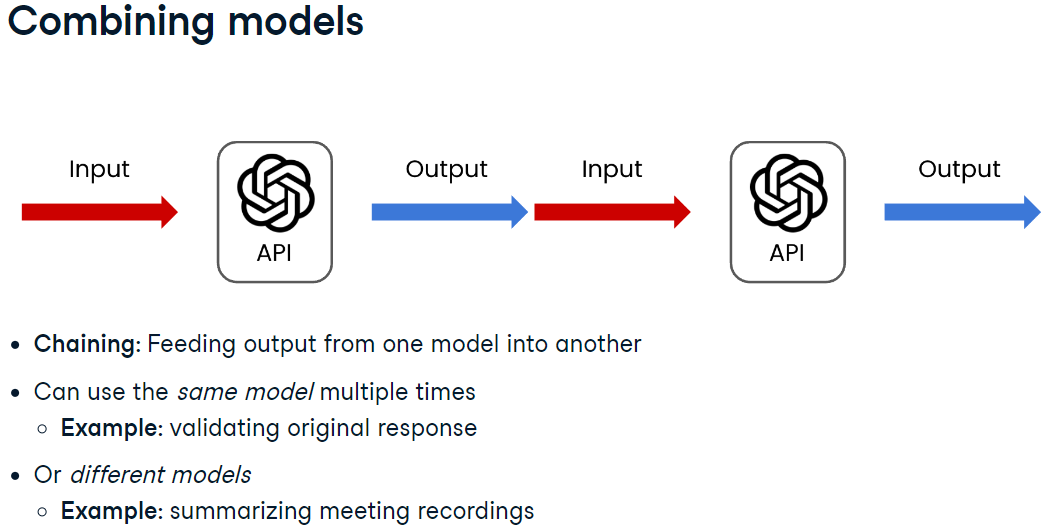 Combining models
Input
Output
Input
Output
API
API
• Chaining: Feeding output from one model into another
• Can use the same model multiple times
○ Example: validating original response
• Or different models
○ Example: summarizing meeting recordings